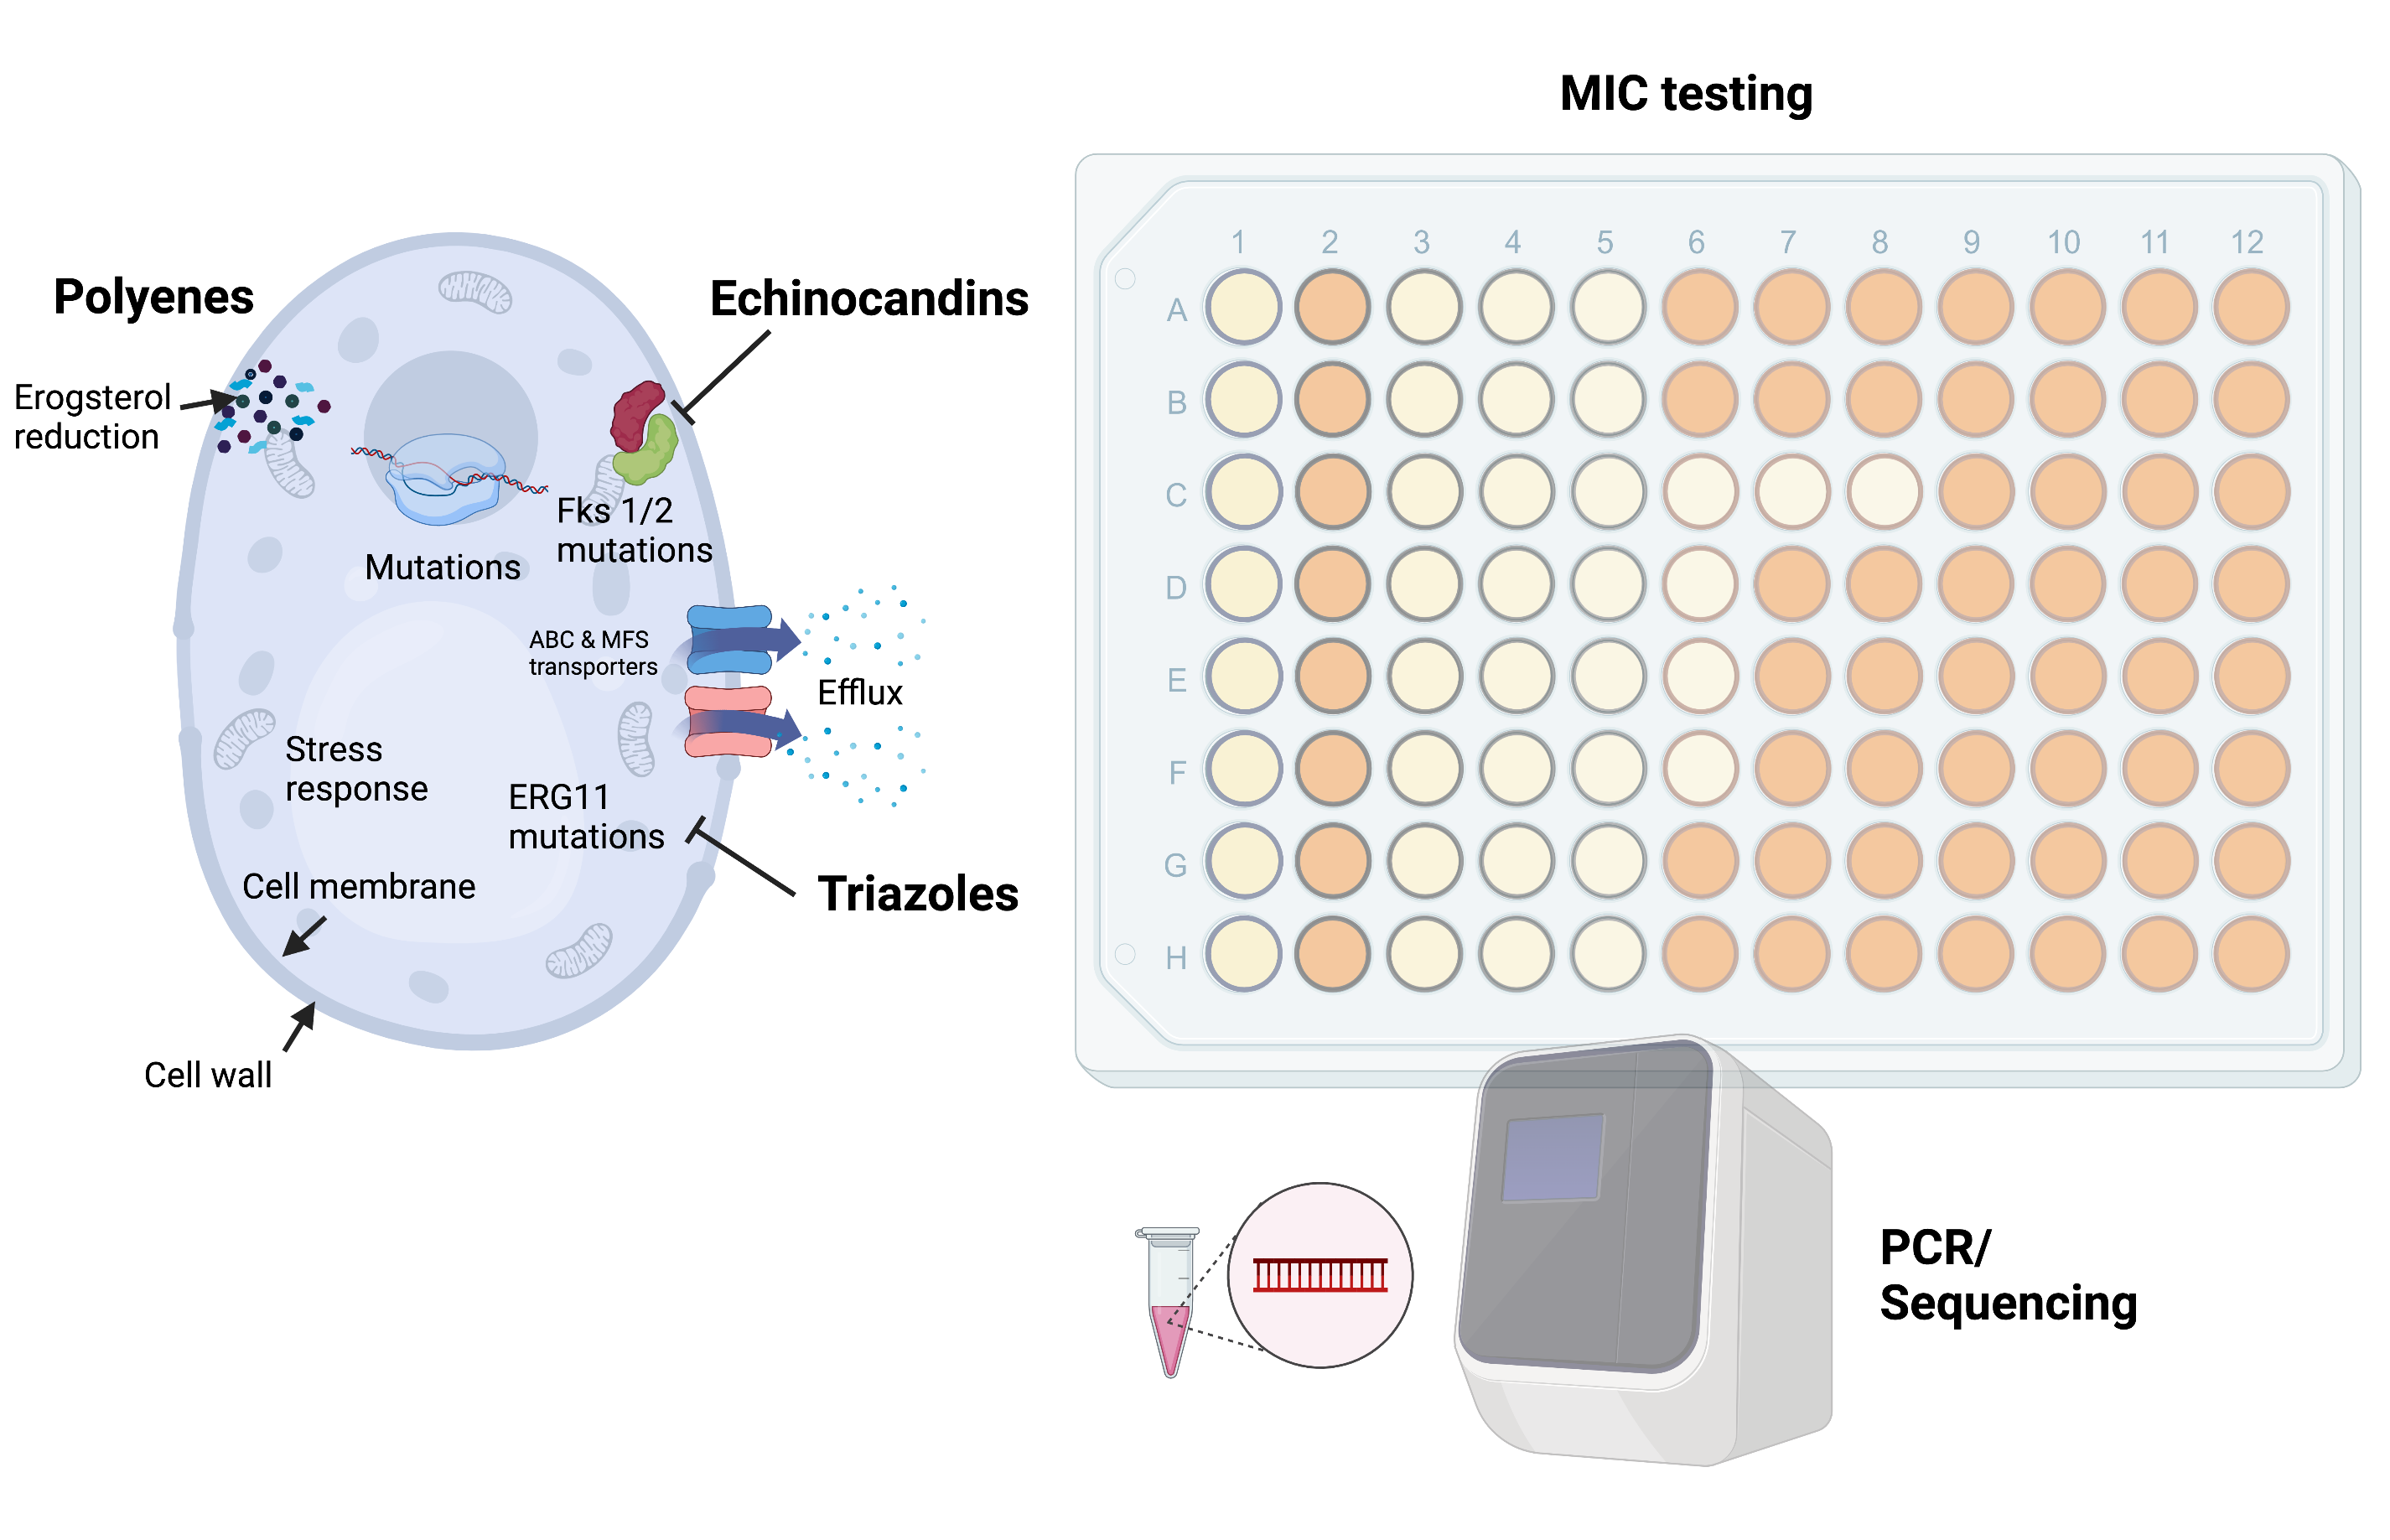 Polyenes
Erogsterol
reduction
Echinocandins
Fks 1/2
mutations
Mutations
ABC & MFS
transporters
Efflux
Stress
response
ERG11
mutations
Cell membrane
Triazoles
Cell wall
MIC testing
1 2 3 4 5 6 7 8 9 10 11 12
A
B
C
D
E
F
G
H
PCR/
Sequencing